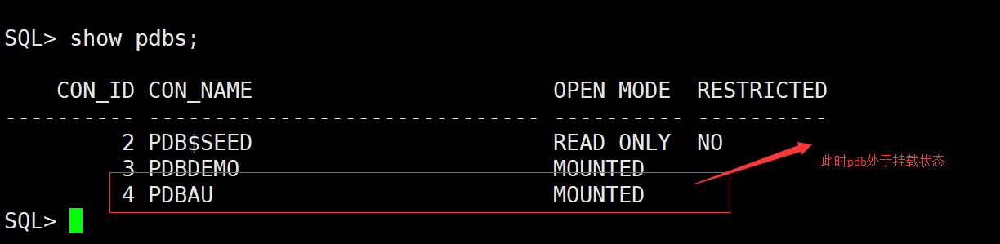 SQL> show pdbs;
CON_ID CON_NAME OPEN MODE RESTRICTED
---------- ------------------------------ ---------- ----------
2 PDB$SEED READ ONLY NO
3 PDBDEMO MOUNTED
此时pdb处于挂载状态
4 PDBAU MOUNTED
SQL>